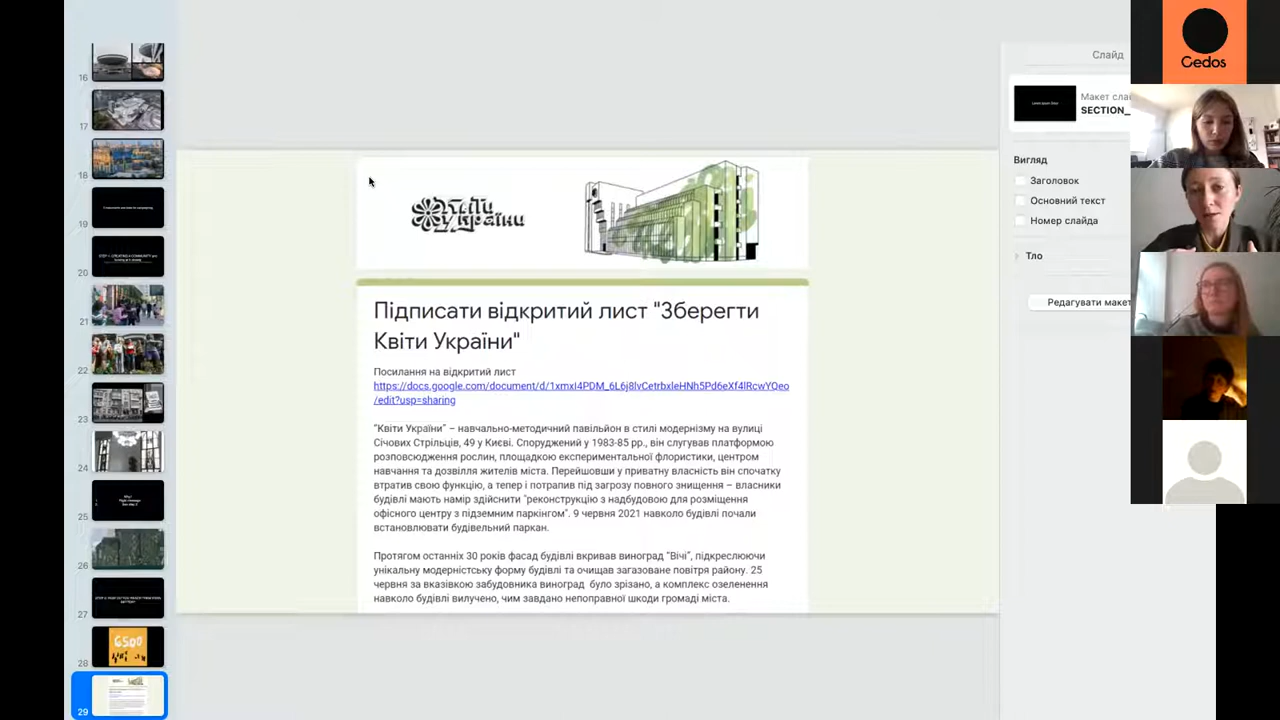 Слайд
Cedos
Макет слай
SECTION_
Вигляд
Заголовок
Основний текст
Номер слайда
Тло
Редагувати макет
16
17
18
19
20
21
22
23
24
25
26
27
28
29
6500
Квіти
України
Підписати відкритий лист "Зберегти
Квіти України"
Посилання на відкритий лист
https://docs.google.com/document/d/1xmxI4PDM_6L6j8lvCetrbxleHNh5Pd6eXf4lRcwYQeo
/edit?usp=sharing
"Квіти України" – навчально-методичний павільйон в стилі модернізму на вулиці
Січових Стрільців, 49 у Києві. Споруджений у 1983-85 рр., він слугував платформою
розповсюдження рослин, площадкою експериментальної флористики, центром
навчання та дозвілля жителів міста. Перейшовши у приватну власність він спочатку
втратив свою функцію, а тепер і потрапив під загрозу повного знищення – власники
будівлі мають намір здійснити "реконструкцію з надбудовою для розміщення
офісного центру з підземним паркінгом". 9 червня 2021 навколо будівлі почали
встановлювати будівельний паркан.
Протягом останніх 30 років фасад будівлі вкривав виноград "Вічі", підкреслюючи
унікальну модерністську форму будівлі та очищав загазоване повітря району. 25
червня за вказівкою забудовника виноград було зрізано, а комплекс озеленення
навколо будівлі вилучено, чим завдано непоправної шкоди громаді міста.